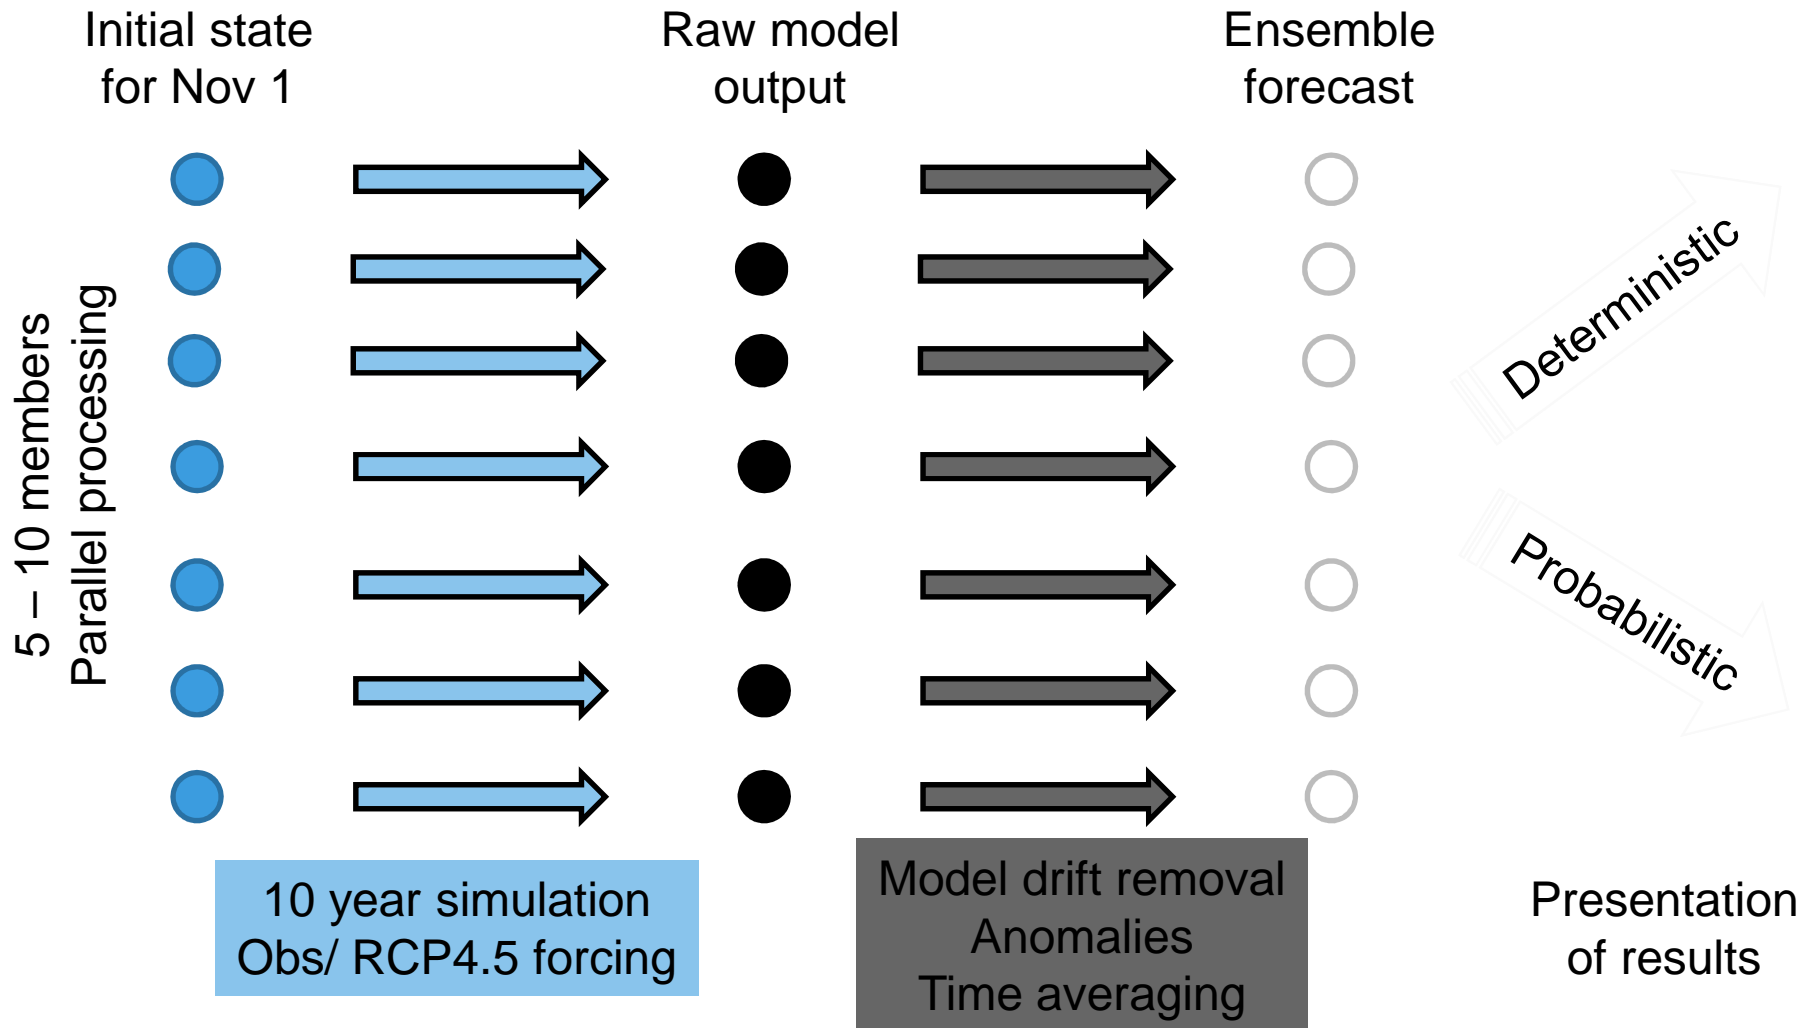 Initial state
for Nov 1
Raw model
output
Ensemble
forecast
5 – 10 members
Parallel processing
Deterministic
Probabilistic
10 year simulation
Obs/ RCP4.5 forcing
Model drift removal
Anomalies
Time averaging
Presentation
of results